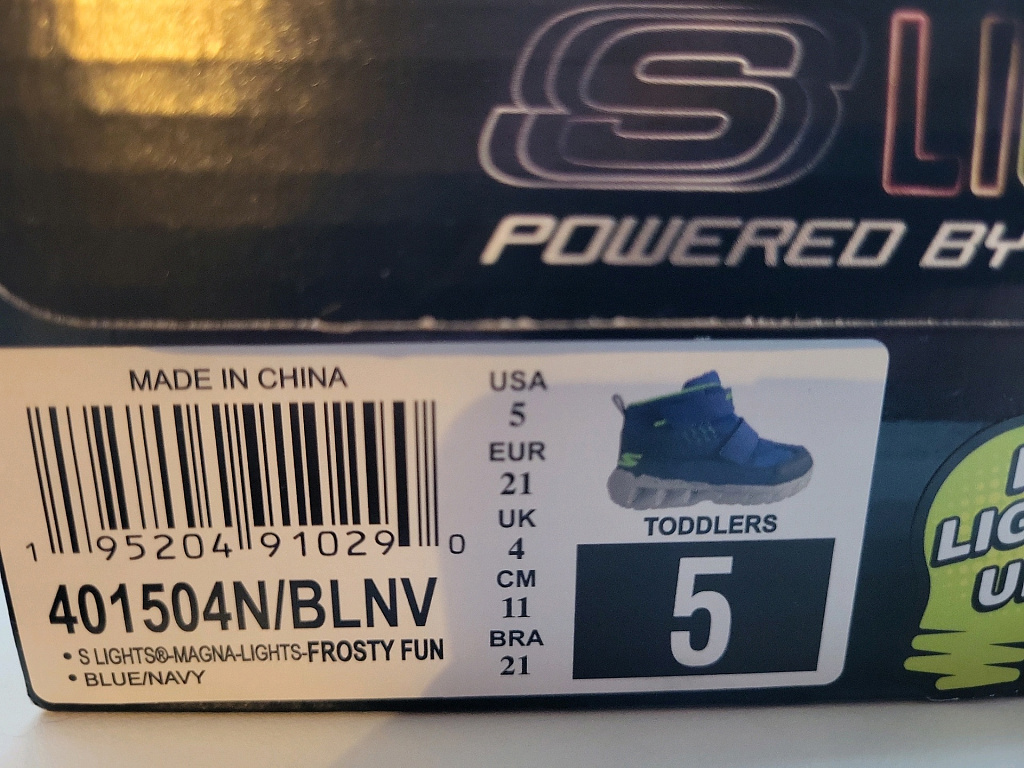 S LI
POWERED BY
MADE IN CHINA
1 95204 91029 0
401504N/BLNV
• S LIGHTS®-MAGNA-LIGHTS-FROSTY FUN
• BLUE/NAVY
USA
5
EUR
21
UK
4
CM
11
BRA
21
TODDLERS
5